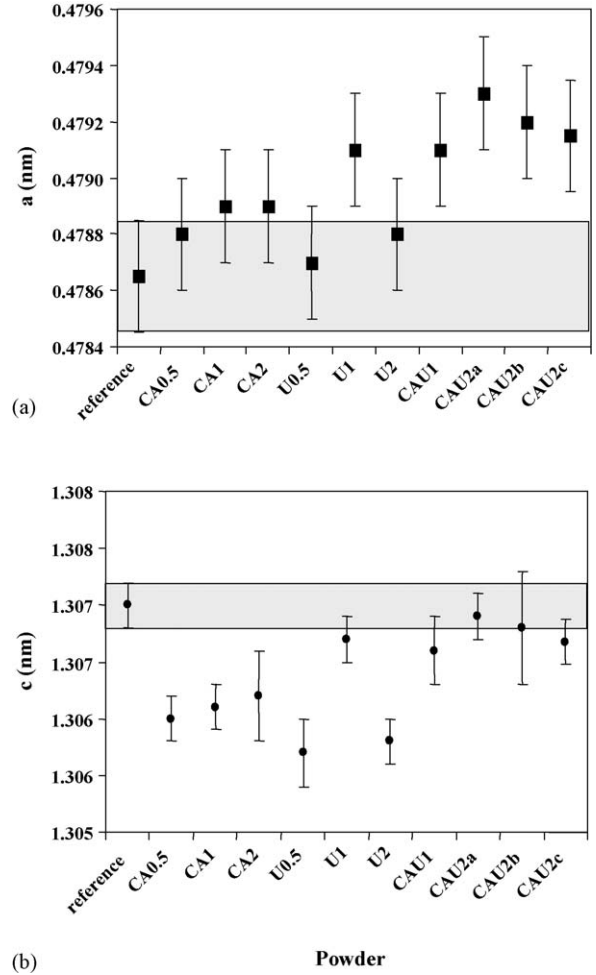 0.4796
0.4794
0.4792
0.4790
0.4788
0.4786
0.4784
a (nm)
reference
CA0.5
CA1
CA2
U0.5
U1
U2
CAU1
CAU2a
CAU2b
CAU2c
(a)
1.308
1.308
1.307
1.307
1.306
1.306
1.305
c (nm)
reference
CA0.5
CA1
CA2
U0.5
U1
U2
CAU1
CAU2a
CAU2b
CAU2c
(b)
Powder